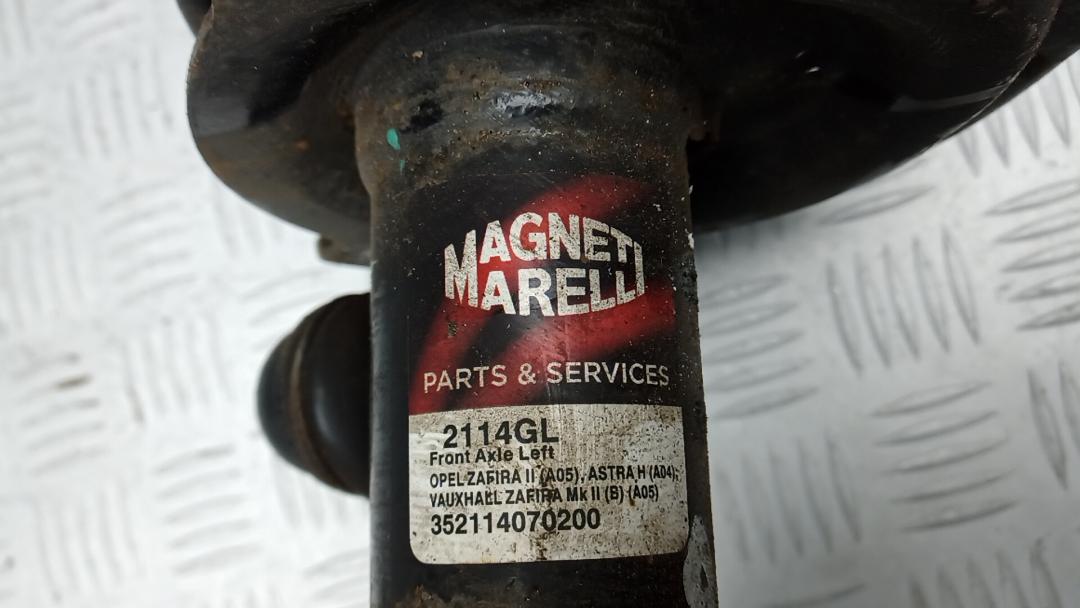 MAGNETI
MARELLI
PARTS & SERVICES
2114GL
Front Axle Left
OPEL ZAFIRA II (A05), ASTRA H (A04);
VAUXHALL ZAFIRA Mk II (B) (A05)
352114070200